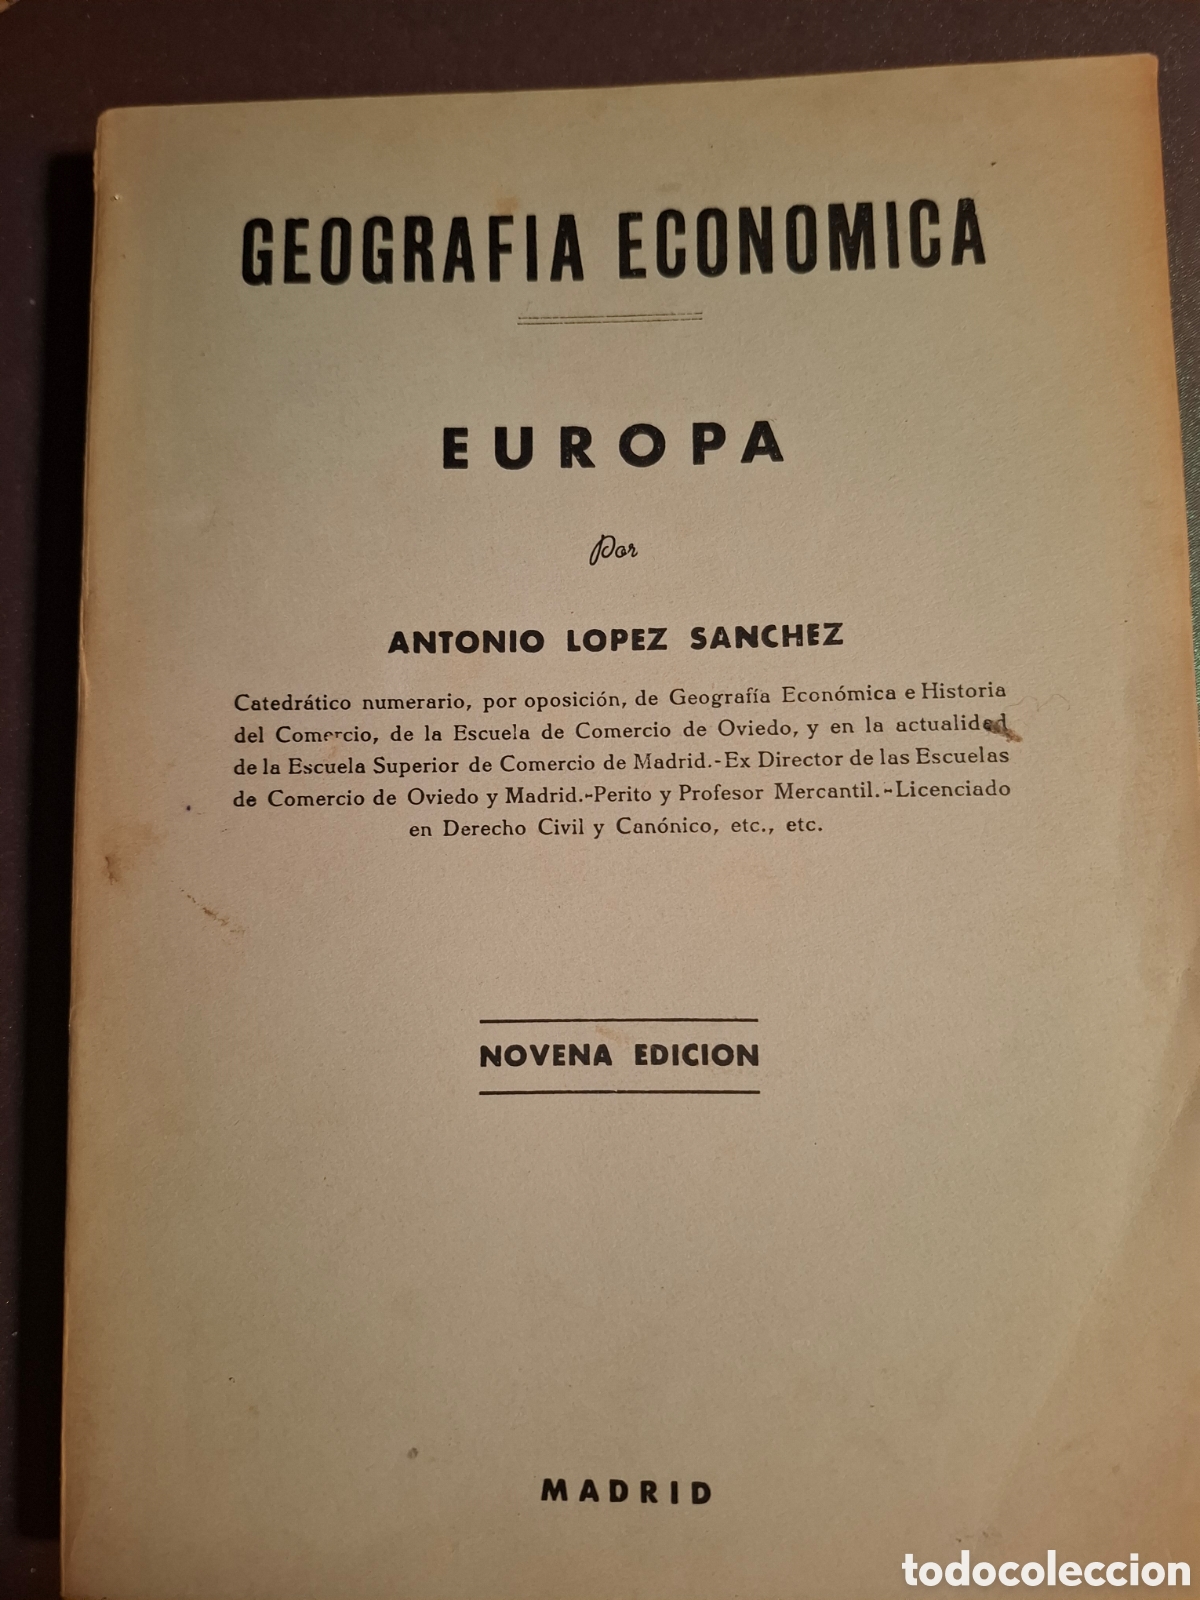 GEOGRAFIA ECONOMICA
EUROPA
Por
ANTONIO LOPEZ SANCHEZ
Catedrático numerario, por oposición, de Geografía Económica e Historia
del Comercio, de la Escuela de Comercio de Oviedo, y en la actualidad
de la Escuela Superior de Comercio de Madrid.-Ex Director de las Escuelas
de Comercio de Oviedo y Madrid.-Perito y Profesor Mercantil.-Licenciado
en Derecho Civil y Canónico, etc., etc.
NOVENA EDICION
MADRID
todocoleccion